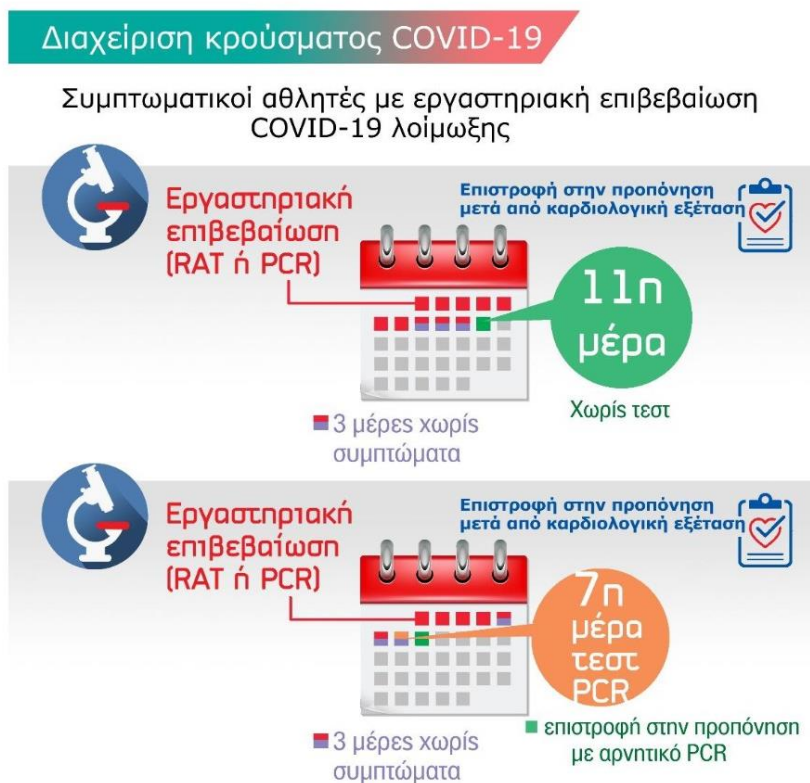 Διαχείριση κρούσματος COVID-19
Συμπτωματικοί αθλητές με εργαστηριακή επιβεβαίωση
COVID-19 λοίμωξης
Εργαστηριακή
επιβεβαίωση
(RAT ή PCR)
Επιστροφή στην προπόνηση
μετά από καρδιολογική εξέταση
11η
μέρα
Χωρίς τεστ
3 μέρες χωρίς
συμπτώματα
Εργαστηριακή
επιβεβαίωση
(RAT ή PCR)
Επιστροφή στην προπόνηση
μετά από καρδιολογική εξέταση
7η
μέρα
τεστ
PCR
3 μέρες χωρίς
συμπτώματα
επιστροφή στην προπόνηση
με αρνητικό PCR